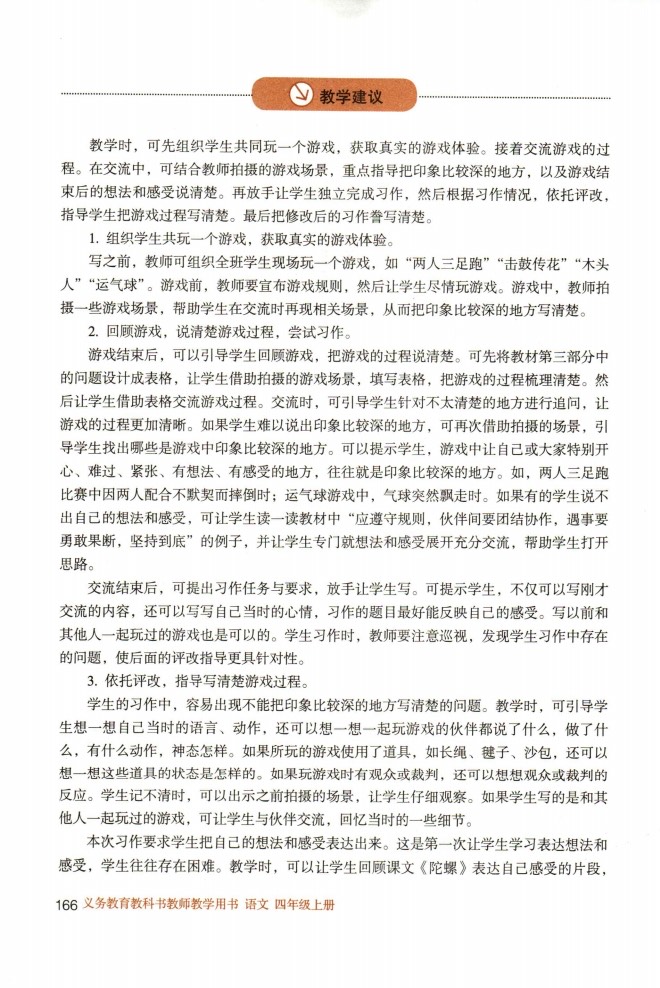 教学建议
教学时，可先组织学生共同玩一个游戏，获取真实的游戏体验。接着交流游戏的过
程。在交流中，可结合教师拍摄的游戏场景，重点指导把印象比较深的地方，以及游戏结
束后的想法和感受说清楚。再放手让学生独立完成习作，然后根据习作情况，依托评改，
指导学生把游戏过程写清楚。最后把修改后的习作誊写清楚。
1. 组织学生共玩一个游戏，获取真实的游戏体验。
写之前，教师可组织全班学生现场玩一个游戏，如“两人三足跑”“击鼓传花”“木头
人”“运气球”。游戏前，教师要宣布游戏规则，然后让学生尽情玩游戏。游戏中，教师拍
摄一些游戏场景，帮助学生在交流时再现相关场景，从而把印象比较深的地方写清楚。
2. 回顾游戏，说清楚游戏过程，尝试习作。
游戏结束后，可以引导学生回顾游戏，把游戏的过程说清楚。可先将教材第三部分中
的问题设计成表格，让学生借助拍摄的游戏场景，填写表格，把游戏的过程梳理清楚。然
后让学生借助表格交流游戏过程。交流时，可引导学生针对不太清楚的地方进行追问，让
游戏的过程更加清晰。如果学生难以说出印象比较深的地方，可再次借助拍摄的场景，引
导学生找出哪些是游戏中印象比较深的地方。可以提示学生，游戏中让自己或大家特别开
心、难过、紧张、有想法、有感受的地方，往往就是印象比较深的地方。如，两人三足跑
比赛中因两人配合不默契而摔倒时；运气球游戏中，气球突然飘走时。如果有的学生说不
出自己的想法和感受，可让学生读一读教材中“应遵守规则，伙伴间要团结协作，遇事要
勇敢果断，坚持到底”的例子，并让学生专门就想法和感受展开充分交流，帮助学生打开
思路。
交流结束后，可提出习作任务与要求，放手让学生写。可提示学生，不仅可以写刚才
交流的内容，还可以写写自己当时的心情，习作的题目最好能反映自己的感受。写以前和
其他人一起玩过的游戏也是可以的。学生习作时，教师要注意巡视，发现学生习作中存在
的问题，使后面的评改指导更具针对性。
3. 依托评改，指导写清楚游戏过程。
学生的习作中，容易出现不能把印象比较深的地方写清楚的问题。教学时，可引导学
生想一想自己当时的语言、动作，还可以想一想一起玩游戏的伙伴都说了什么，做了什
么，有什么动作，神态怎样。如果所玩的游戏使用了道具，如长绳、毽子、沙包，还可以
想一想这些道具的状态是怎样的。如果玩游戏时有观众或裁判，还可以想想观众或裁判的
反应。学生记不清时，可以出示之前拍摄的场景，让学生仔细观察。如果学生写的是和其
他人一起玩过的游戏，可让学生与伙伴交流，回忆当时的一些细节。
本次习作要求学生把自己的想法和感受表达出来。这是第一次让学生学习表达想法和
感受，学生往往存在困难。教学时，可以让学生回顾课文《陀螺》表达自己感受的片段，
166 义务教育教科书教师教学用书 语文 四年级上册